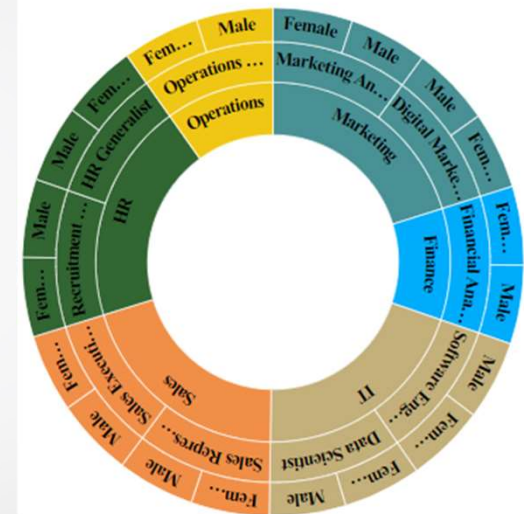 Female
Male
Marketing An...
Male
Fem...
Digital Marke...
Marketing
Fem...
Male
Financial Ana...
Finance
Male
Fem...
Software Eng...
Fem...
Male
Data Scientist
IT
Fem...
Male
Sales Repres...
Male
Fem...
Sales Executi...
Sales
Fem...
Male
Recruitment ...
Male
Fem...
HR Generalist
HR
Fem...
Male
Operations ...
Operations